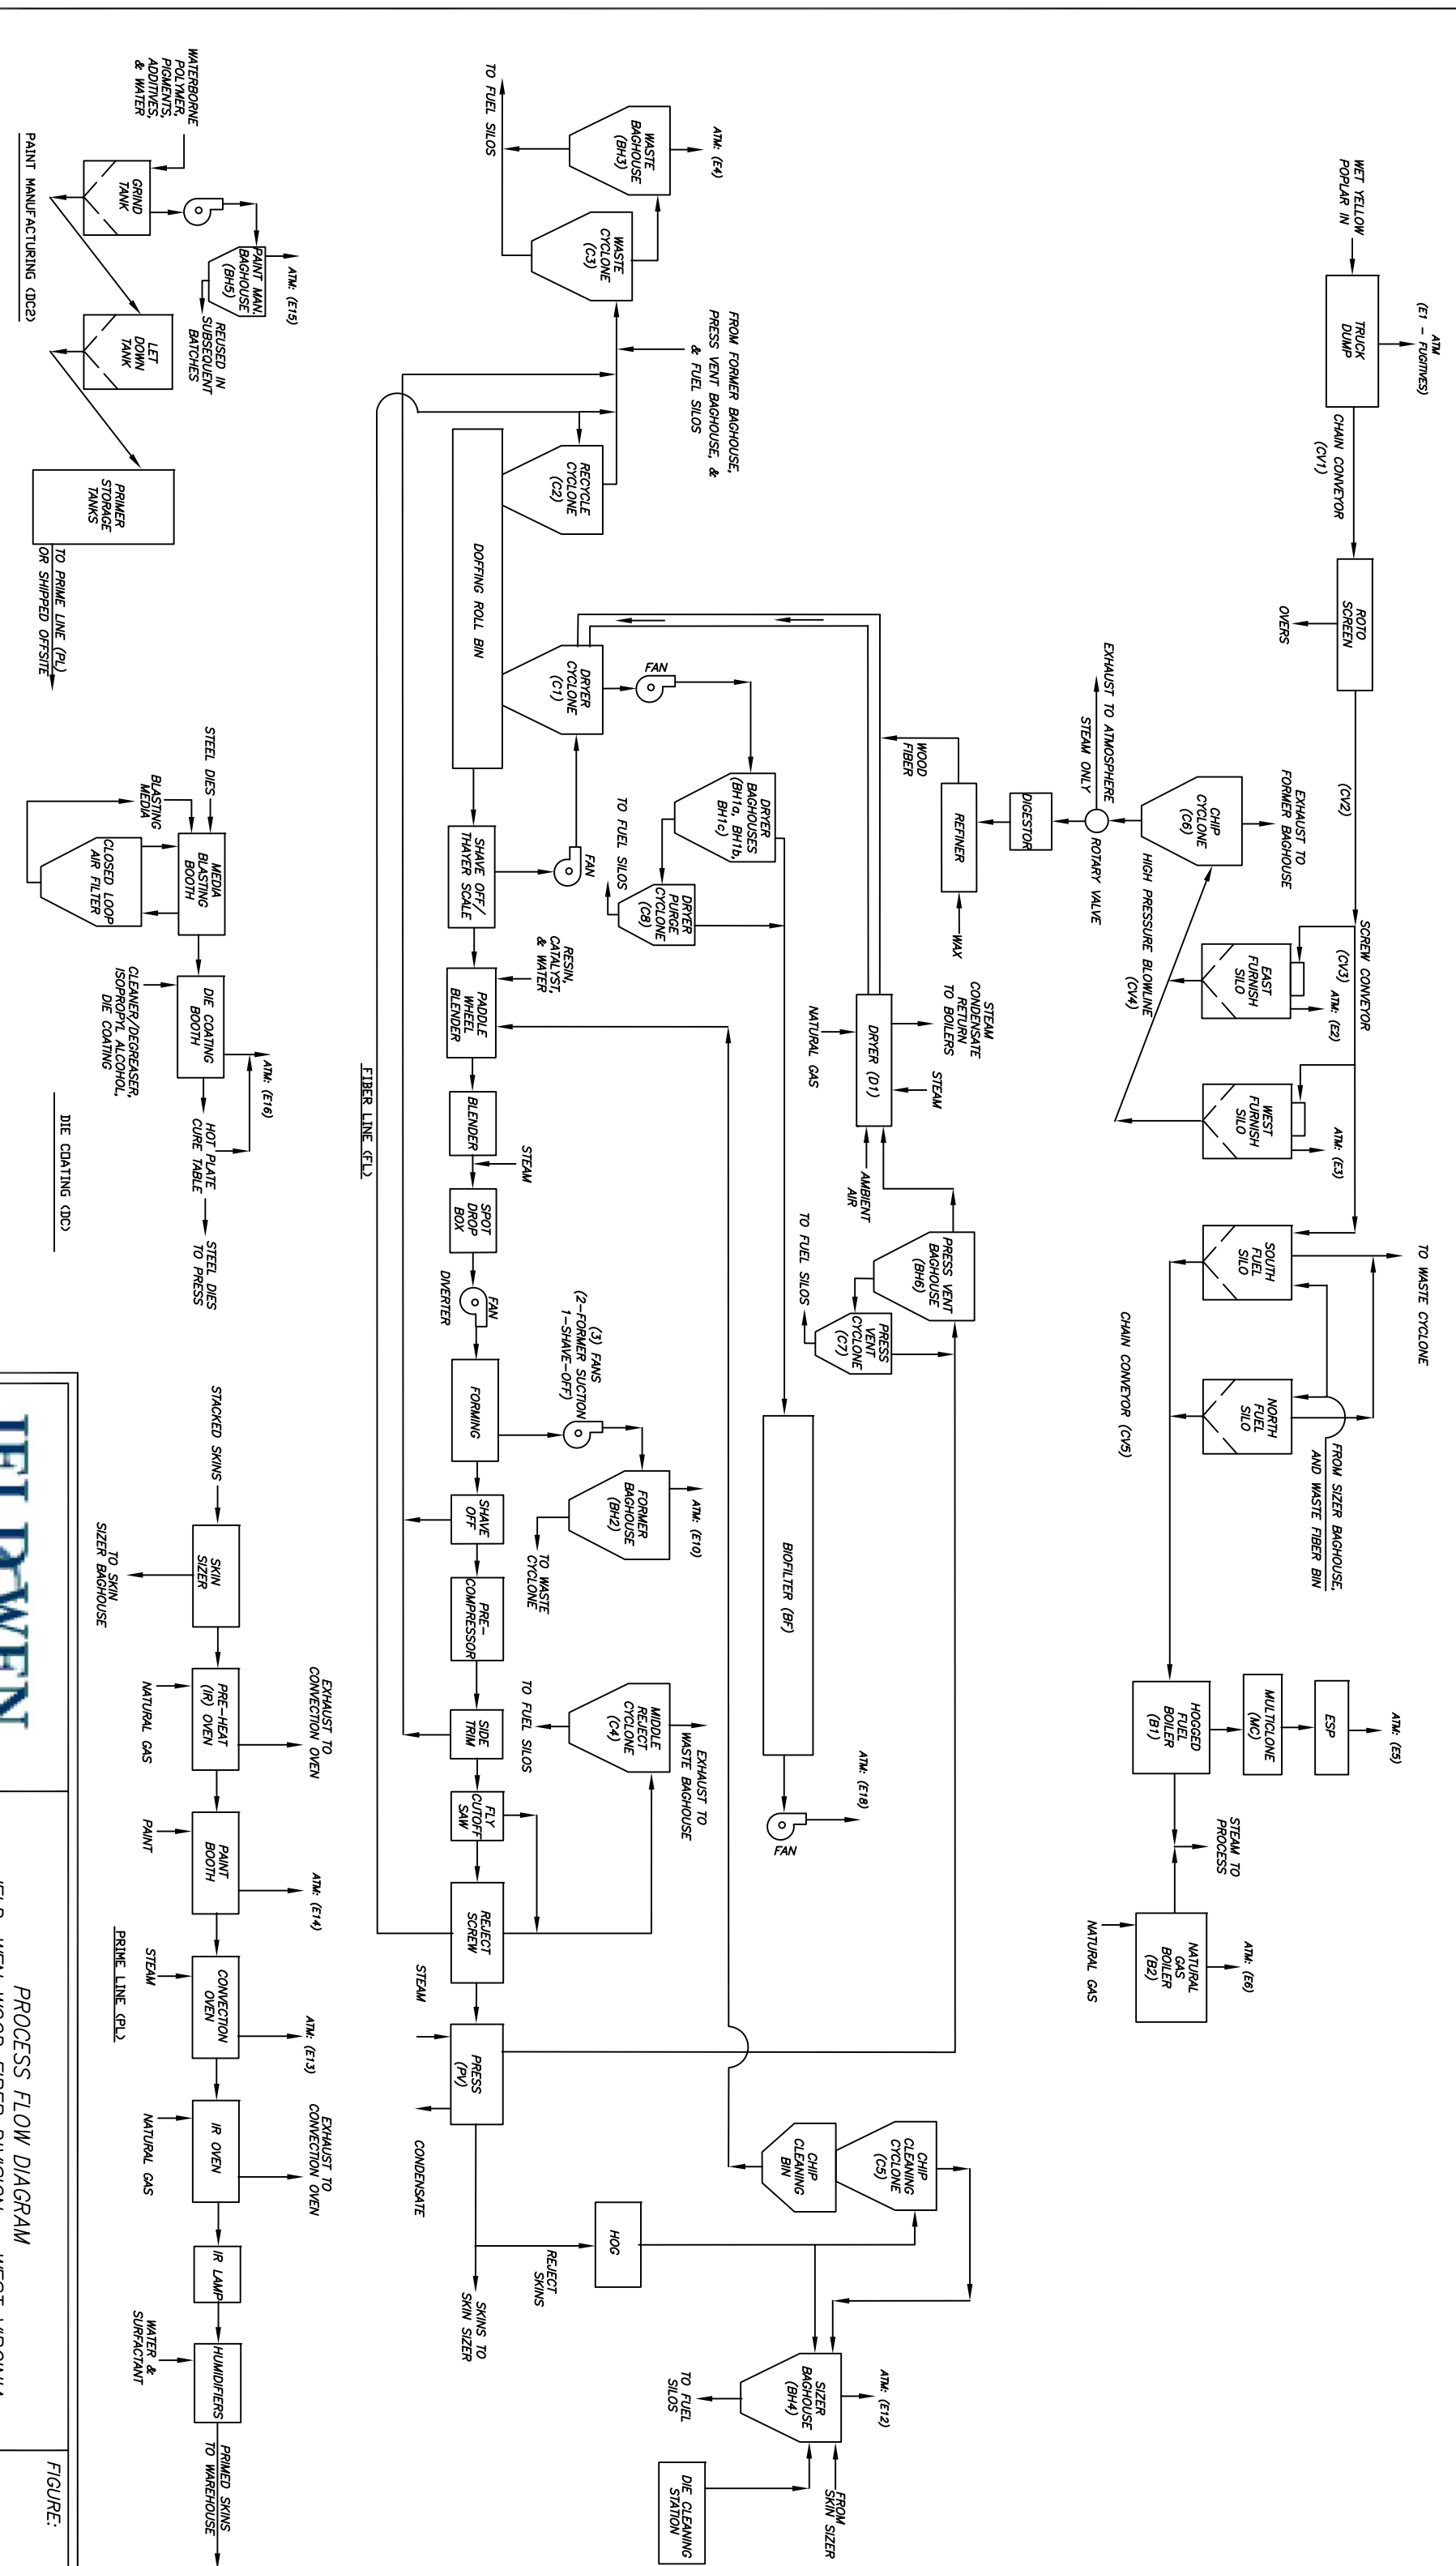 WET YELLOW
POPLAR IN
ATM
(E1 - FUGITIVES)
TRUCK
DUMP
CHAIN CONVEYOR
(CV1)
ROTO
SCREEN
OVERS
(CV2)
SCREW CONVEYOR
(CV3)
EAST
FURNISH
SILO
ATM: (E2)
WEST
FURNISH
SILO
ATM: (E3)
TO WASTE CYCLONE
SOUTH
FUEL
SILO
NORTH
FUEL
SILO
FROM SIZER BAGHOUSE,
AND WASTE FIBER BIN
CHAIN CONVEYOR (CV5)
ATM: (E5)
ESP
MULTICLONE
(MC)
HOGGED
FUEL
BOILER
(B1)
STEAM TO
PROCESS
ATM: (E6)
NATURAL
GAS
BOILER
(B2)
NATURAL GAS
EXHAUST TO
FORMER BAGHOUSE
CHIP
CYCLONE
(C6)
HIGH PRESSURE BLOWLINE
(CV4)
ROTARY VALVE
EXHAUST TO ATMOSPHERE
STEAM ONLY
DIGESTOR
REFINER
WAX
WOOD
FIBER
STEAM
CONDENSATE
RETURN
TO BOILERS
STEAM
DRYER (D1)
NATURAL GAS
AMBIENT
AIR
PRESS VENT
BAGHOUSE
(BH6)
PRESS
VENT
CYCLONE
(C7)
TO FUEL SILOS
CHIP
CLEANING
CYCLONE
(C5)
CHIP
CLEANING
BIN
ATM: (E12)
SIZER
BAGHOUSE
(BH4)
TO FUEL
SILOS
FROM
SKIN SIZER
DIE CLEANING
STATION
HOG
REJECT
SKINS
ATM: (E4)
WASTE
BAGHOUSE
(BH3)
WASTE
CYCLONE
(C3)
TO FUEL SILOS
FROM FORMER BAGHOUSE,
PRESS VENT BAGHOUSE, &
& FUEL SILOS
RECYCLE
CYCLONE
(C2)
DRYER
CYCLONE
(C1)
FAN
DRYER
BAGHOUSES
(BH1a, BH1b,
BH1c)
DRYER
PURGE
CYCLONE
(C8)
TO FUEL SILOS
FAN
BIOFILTER (BF)
ATM: (E18)
FAN
DOFFING ROLL BIN
SHAVE OFF/
THAYER SCALE
RESIN,
CATALYST,
& WATER
PADDLE
WHEEL
BLENDER
BLENDER
STEAM
SPOT
DROP
BOX
FAN
DIVERTER
FORMING
(3) FANS
(2-FORMER SUCTION
1-SHAVE-OFF)
ATM: (E10)
FORMER
BAGHOUSE
(BH2)
TO WASTE
CYCLONE
SHAVE
OFF
PRE-
COMPRESSOR
SIDE
TRIM
EXHAUST TO
WASTE BAGHOUSE
MIDDLE
REJECT
CYCLONE
(C4)
TO FUEL SILOS
FLY
CUTOFF
SAW
REJECT
SCREW
STEAM
PRESS
(PV)
CONDENSATE
SKINS TO
SKIN SIZER
FIBER LINE (FL)
WATERBORNE
POLYMER,
PIGMENTS,
ADDITIVES,
& WATER
GRIND
TANK
ATM: (E15)
PAINT MAN.
BAGHOUSE
(BH5)
REUSED IN
SUBSEQUENT
BATCHES
LET
DOWN
TANK
PRIMER
STORAGE
TANKS
TO PRIME LINE (PL)
OR SHIPPED OFFSITE
PAINT MANUFACTURING (DC2)
STEEL DIES
BLASTING
MEDIA
MEDIA
BLASTING
BOOTH
CLOSED LOOP
AIR FILTER
DIE COATING
BOOTH
CLEANER/DEGREASER,
ISOPROPYL ALCOHOL,
DIE COATING
ATM: (E16)
HOT PLATE
CURE TABLE
STEEL DIES
TO PRESS
DIE COATING (DC)
STACKED SKINS
SKIN
SIZER
TO SKIN
SIZER BAGHOUSE
EXHAUST TO
CONVECTION OVEN
PRE-HEAT
(IR) OVEN
NATURAL GAS
PAINT
BOOTH
PAINT
ATM: (E14)
CONVECTION
OVEN
STEAM
ATM: (E13)
IR OVEN
NATURAL GAS
EXHAUST TO
CONVECTION OVEN
IR LAMP
HUMIDIFIERS
WATER &
SURFACTANT
PRIMED SKINS
TO WAREHOUSE
PRIME LINE (PL)
JELD-WEN
PROCESS FLOW DIAGRAM
FIGURE: